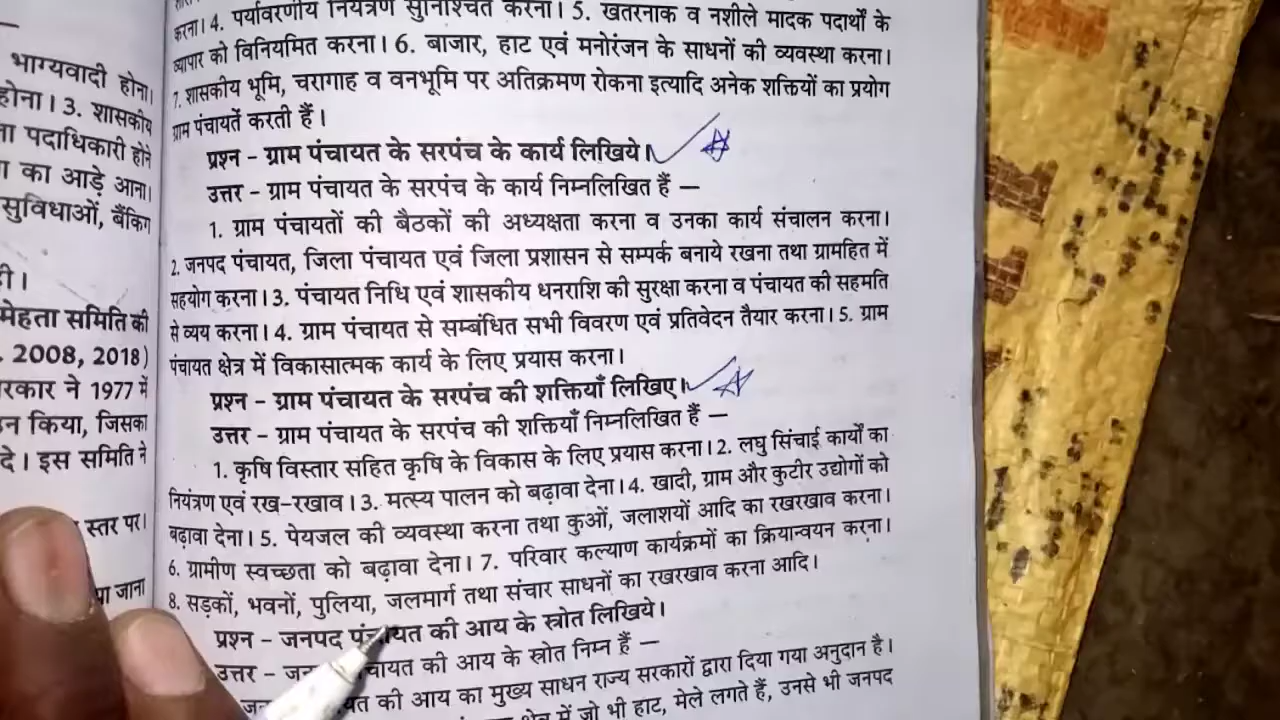 भाग्यवादी होना।
होना। 3. शासकीय
पदाधिकारी होने
का आड़े आना।
सुविधाओं, बैंकिंग
मेहता समिति की
2008, 2018)
ने 1977 में
किया, जिसका
इस समिति ने
स्तर पर।
जाना
करना। 4. पर्यावरणीय नियंत्रण सुनिश्चित करना। 5. खतरनाक व नशीले मादक पदार्थों के
व्यापार को विनियमित करना। 6. बाजार, हाट एवं मनोरंजन के साधनों की व्यवस्था करना।
7. शासकीय भूमि, चरागाह व वनभूमि पर अतिक्रमण रोकना इत्यादि अनेक शक्तियों का प्रयोग
ग्राम पंचायतें करती हैं।
प्रश्न – ग्राम पंचायत के सरपंच के कार्य लिखिये।
उत्तर – ग्राम पंचायत के सरपंच के कार्य निम्नलिखित हैं —
1. ग्राम पंचायतों की बैठकों की अध्यक्षता करना व उनका कार्य संचालन करना।
2. जनपद पंचायत, जिला पंचायत एवं जिला प्रशासन से सम्पर्क बनाये रखना तथा ग्रामहित में
सहयोग करना। 3. पंचायत निधि एवं शासकीय धनराशि की सुरक्षा करना व पंचायत की सहमति
से व्यय करना। 4. ग्राम पंचायत से सम्बंधित सभी विवरण एवं प्रतिवेदन तैयार करना। 5. ग्राम
पंचायत क्षेत्र में विकासात्मक कार्य के लिए प्रयास करना।
प्रश्न – ग्राम पंचायत के सरपंच की शक्तियाँ लिखिए।
उत्तर – ग्राम पंचायत के सरपंच की शक्तियाँ निम्नलिखित हैं —
1. कृषि विस्तार सहित कृषि के विकास के लिए प्रयास करना। 2. लघु सिंचाई कार्यों का
नियंत्रण एवं रख-रखाव। 3. मत्स्य पालन को बढ़ावा देना। 4. खादी, ग्राम और कुटीर उद्योगों को
बढ़ावा देना। 5. पेयजल की व्यवस्था करना तथा कुओं, जलाशयों आदि का रखरखाव करना।
6. ग्रामीण स्वच्छता को बढ़ावा देना। 7. परिवार कल्याण कार्यक्रमों का क्रियान्वयन करना।
8. सड़कों, भवनों, पुलिया, जलमार्ग तथा संचार साधनों का रखरखाव करना आदि।
प्रश्न – जनपद पंचायत की आय के स्रोत लिखिये।
उत्तर – की आय के स्रोत निम्न हैं —
की आय का मुख्य साधन राज्य सरकारों द्वारा दिया गया अनुदान है।
में जो भी हाट, मेले लगते हैं, उनसे भी जनपद